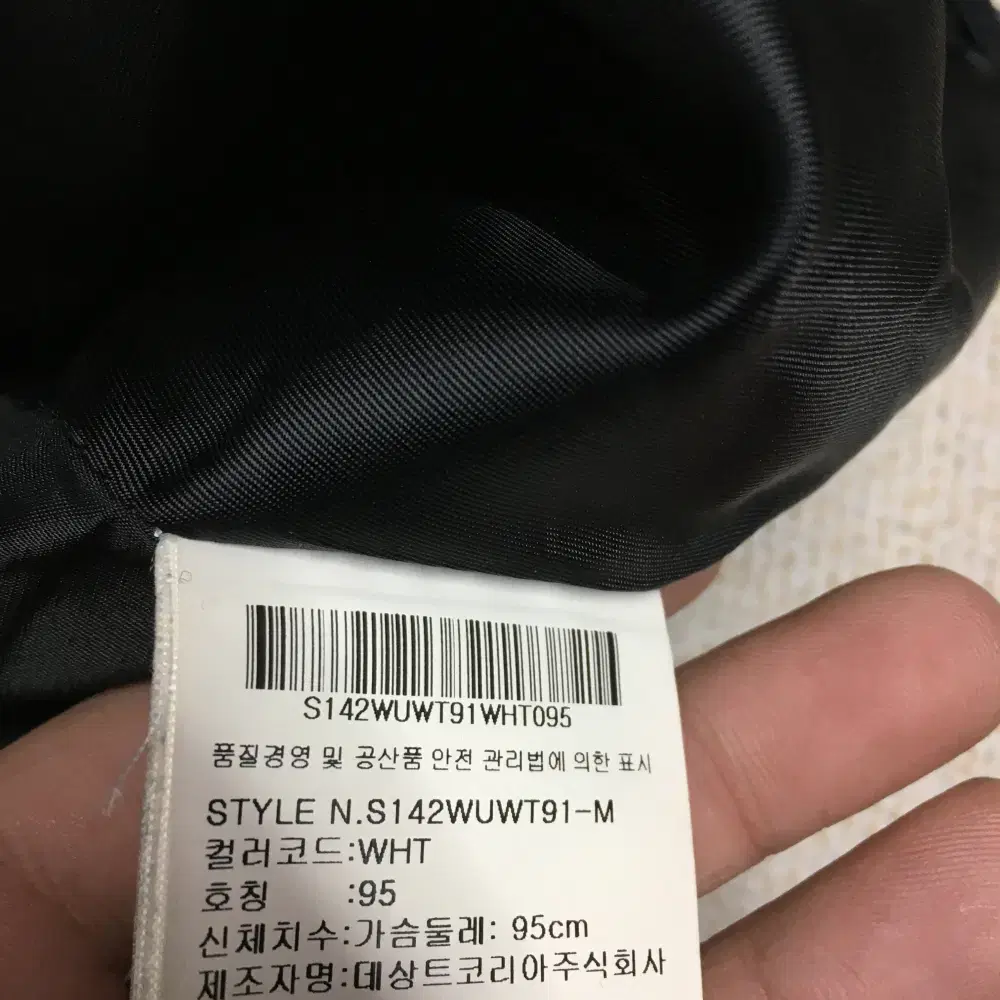 S142WUWT91WHT095
품질경영 및 공산품 안전 관리법에 의한 표시
STYLE N.S142WUWT91-M
컬러코드:WHT
호칭 :95
신체치수:가슴둘레: 95cm
제조자명:데상트코리아주식회사